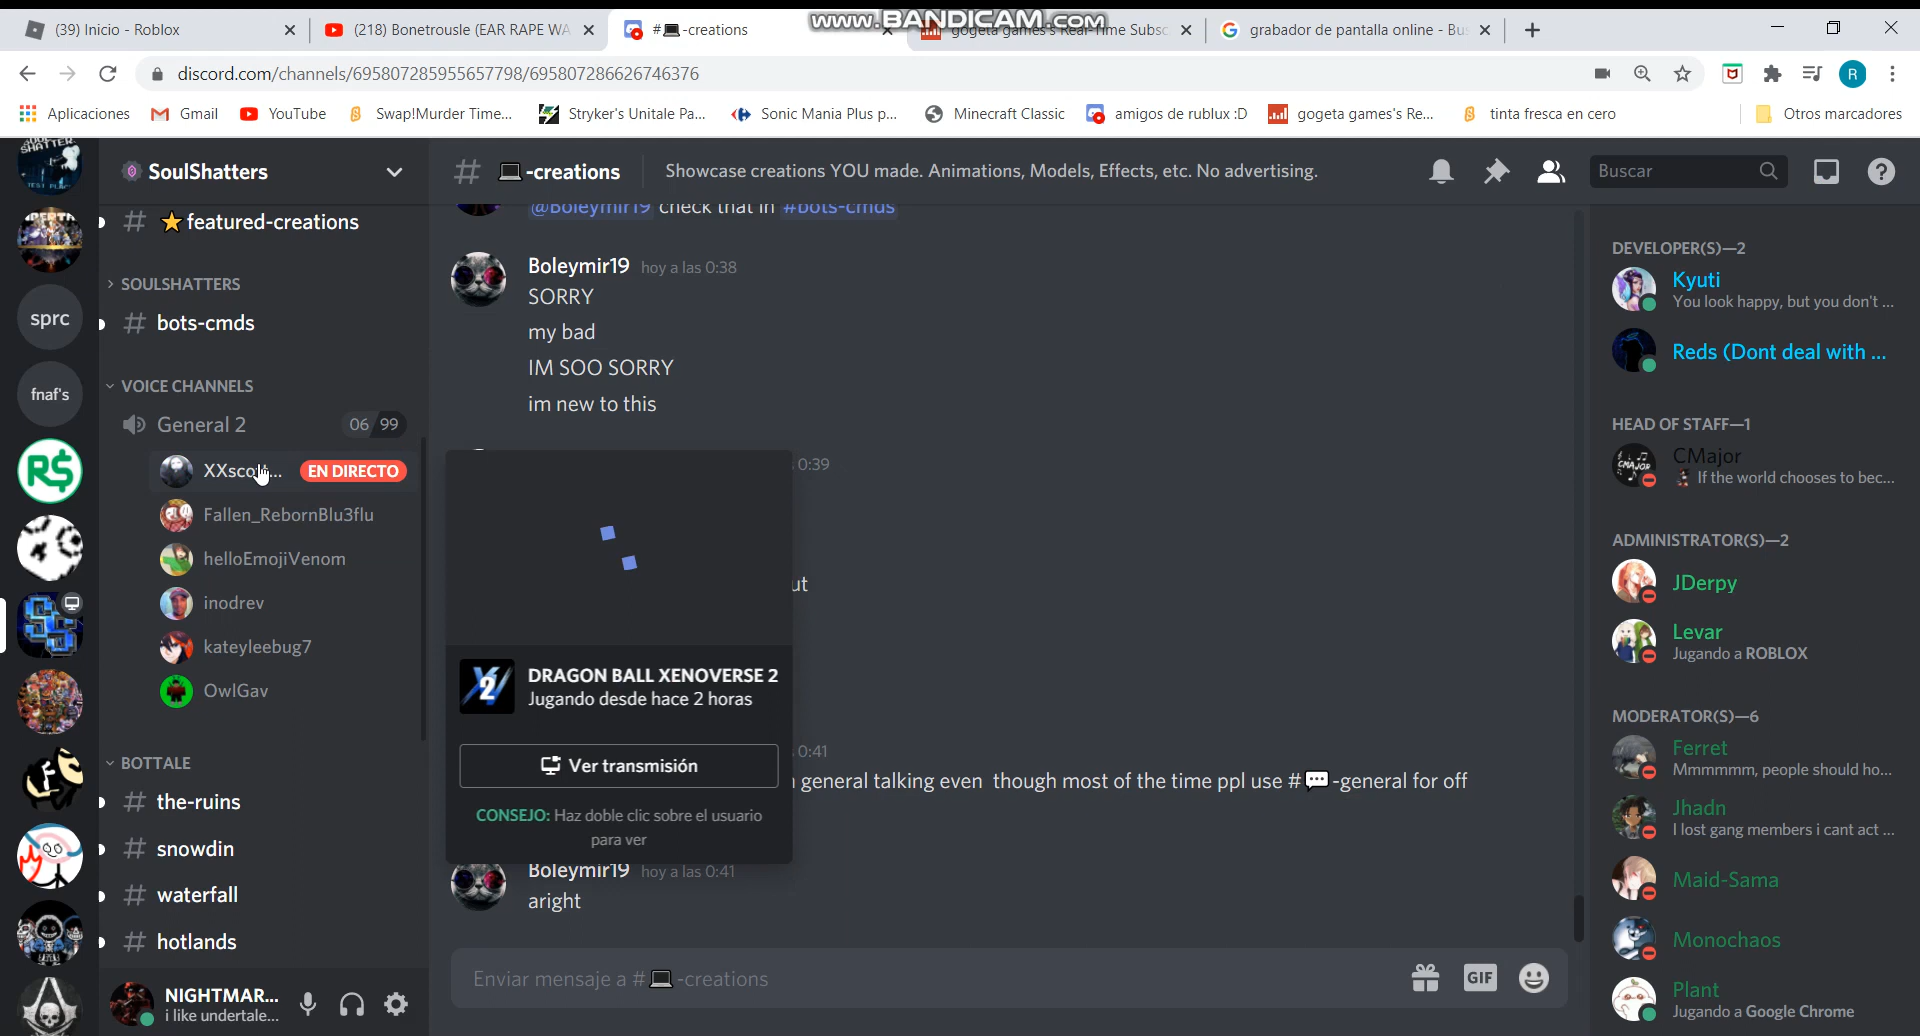 www.BANDICAM.COM
(39) Inicio - Roblox
(218) Bonetrousle (EAR RAPE WA
#💻-creations
gogeta games's Real-Time Subsc
grabador de pantalla online - Bus
discord.com/channels/695807285955657798/695807286626746376
R
Aplicaciones
Gmail
YouTube
Swap!Murder Time...
Stryker's Unitale Pa...
Sonic Mania Plus p...
Minecraft Classic
amigos de rublux :D
gogeta games's Re...
tinta fresca en cero
Otros marcadores
SoulShatters
# 💻-creations
Showcase creations YOU made. Animations, Models, Effects, etc. No advertising.
Buscar
sprc
fnaf's
R$
# ⭐featured-creations
SOULSHATTERS
# bots-cmds
VOICE CHANNELS
General 2
06 99
XXsco
EN DIRECTO
Fallen_RebornBlu3flu
helloEmojiVenom
inodrev
kateyleebug7
OwlGav
BOTTALE
# the-ruins
# snowdin
# waterfall
# hotlands
NIGHTMAR...
i like undertale...
@Boleymir19 check that in #bots-cmds
Boleymir19 hoy a las 0:38
SORRY
my bad
IM SOO SORRY
im new to this
0:39
ut
DRAGON BALL XENOVERSE 2
Jugando desde hace 2 horas
Ver transmisión
CONSEJO: Haz doble clic sobre el usuario
para ver
0:41
general talking even though most of the time ppl use #💬-general for off
Boleymir19 hoy a las 0:41
aright
Enviar mensaje a #💻-creations
GIF
DEVELOPER(S)—2
Kyuti
You look happy, but you don't ...
Reds (Dont deal with ...
HEAD OF STAFF—1
CMajor
If the world chooses to bec...
ADMINISTRATOR(S)—2
JDerpy
Levar
Jugando a ROBLOX
MODERATOR(S)—6
Ferret
Mmmmmm, people should ho...
Jhadn
I lost gang members i cant act ...
Maid-Sama
Monochaos
Plant
Jugando a Google Chrome